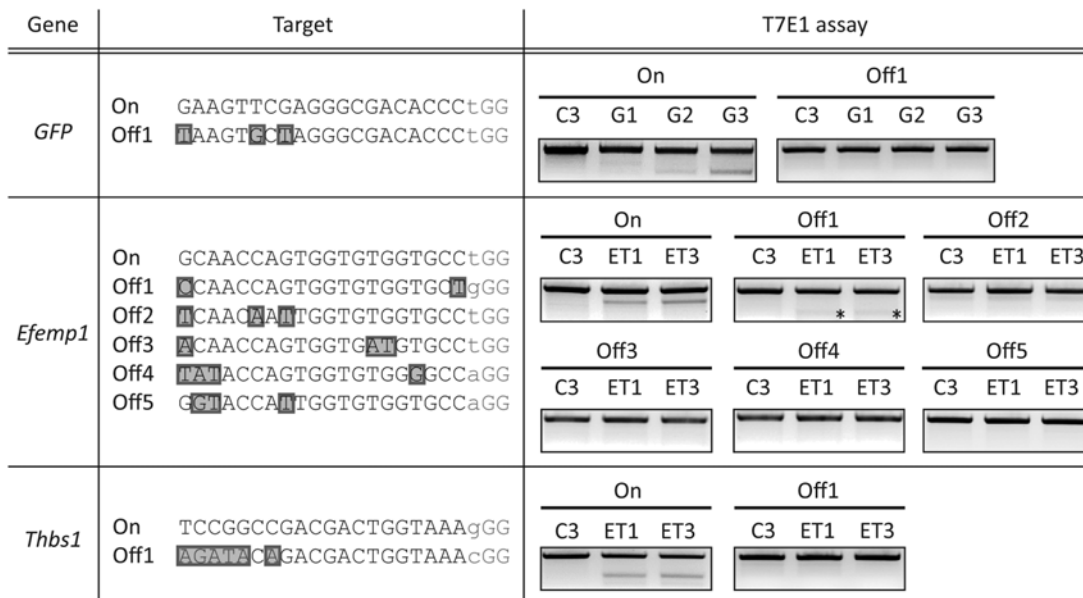 Gene Target T7E1 assay
GFP
On GAAGTTCGAGGGCGACACCCtGG
Off1 TAAGTGCTAGGGCGACACCCtGG
On Off1
C3 G1 G2 G3 C3 G1 G2 G3
Efemp1
On GCAACCAGTGGTGTGGTGCCtGG
Off1 CCAACCAGTGGTGTGGTGCTgGG
Off2 TCAACAATTGGTGTGGTGCCtGG
Off3 ACAACCAGTGGTGATGTGCCtGG
Off4 TATACCAGTGGTGTGGGGCCaGG
Off5 GGTACCATTGGTGTGGTGCCaGG
On Off1 Off2
C3 ET1 ET3 C3 ET1 ET3 C3 ET1 ET3
* *
Off3 Off4 Off5
C3 ET1 ET3 C3 ET1 ET3 C3 ET1 ET3
Thbs1
On TCCGGCCGACGACTGGTAAAgGG
Off1 AGATACAGACGACTGGTAAAcGG
On Off1
C3 ET1 ET3 C3 ET1 ET3